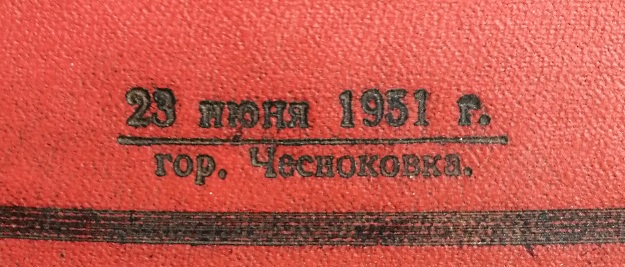 23 июня 1951 г.
гор. Чесноковка.